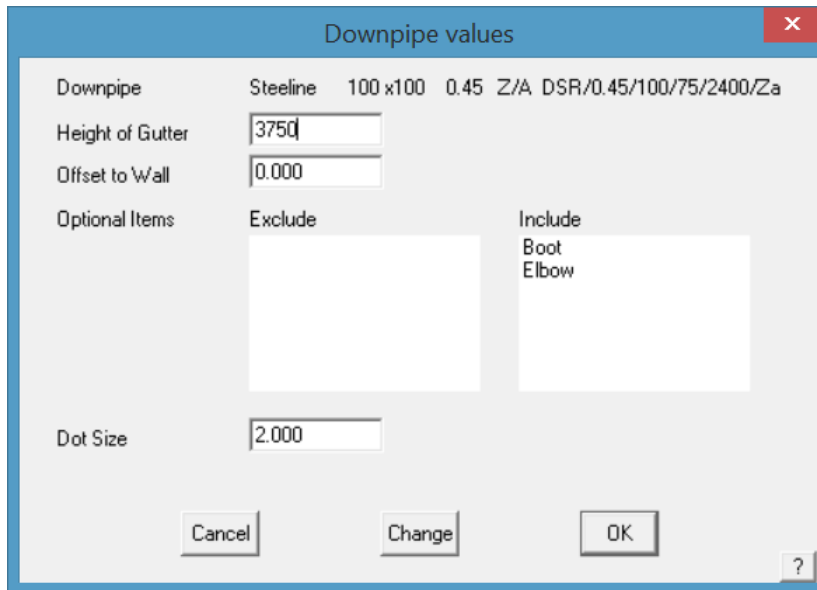 Downpipe values
x
Downpipe Steeline 100 x100 0.45 Z/A DSR/0.45/100/75/2400/Za
Height of Gutter 3750
Offset to Wall 0.000
Optional Items Exclude Include
Boot
Elbow
Dot Size 2.000
Cancel Change OK
?